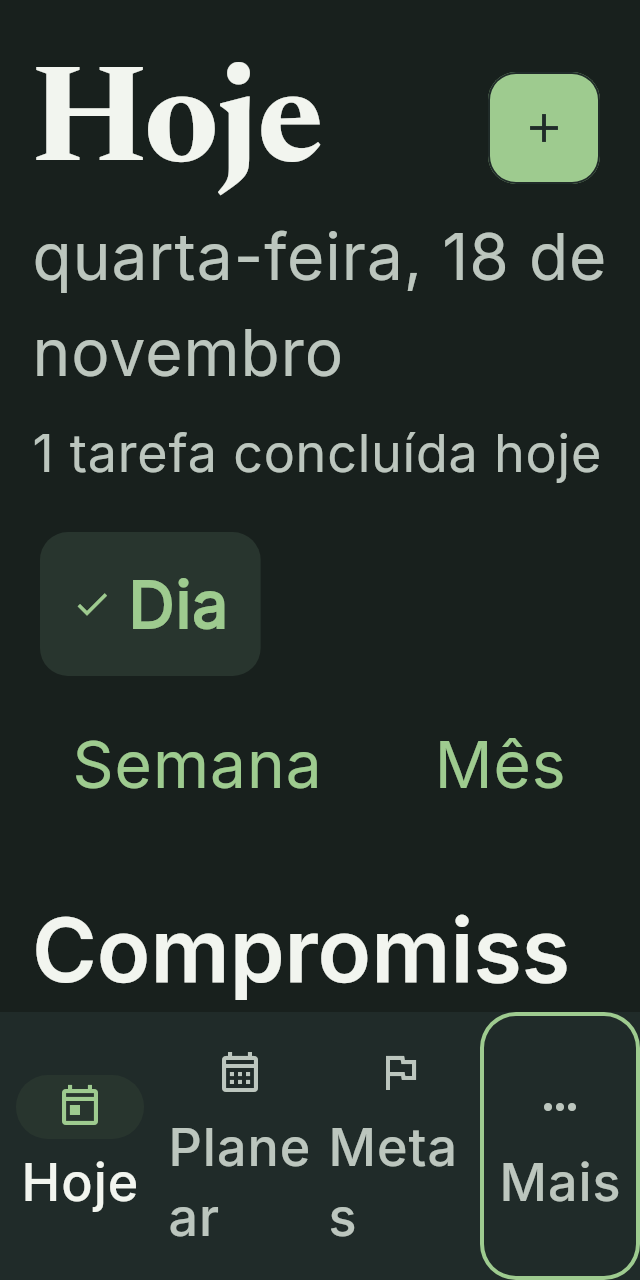 Hoje
quarta-feira, 18 de
novembro
1 tarefa concluída hoje
Dia
Semana
Mês
Compromiss
Hoje
Plane
ar
Meta
s
Mais